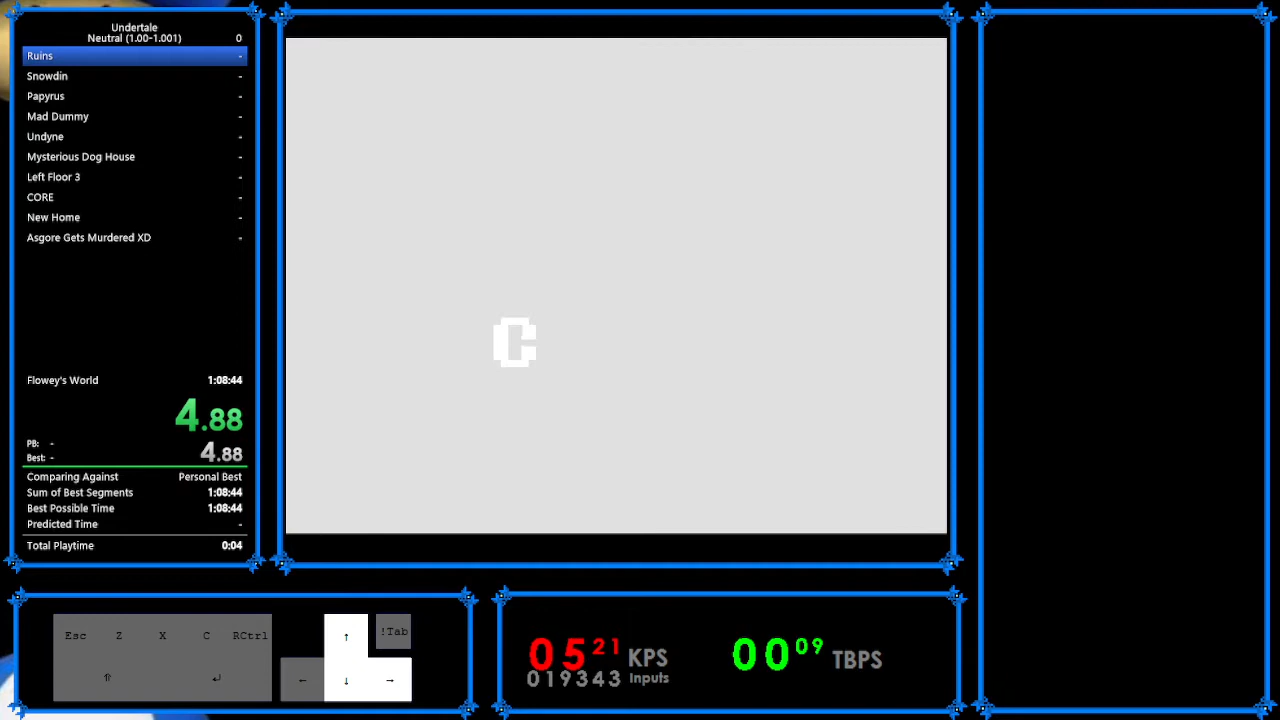 Undertale
Neutral (1.00-1.001) 0
Ruins -
Snowdin -
Papyrus -
Mad Dummy -
Undyne -
Mysterious Dog House -
Left Floor 3 -
CORE -
New Home -
Asgore Gets Murdered XD -
Flowey's World 1:08:44
4.88
PB: -
Best: - 4.88
Comparing Against Personal Best
Sum of Best Segments 1:08:44
Best Possible Time 1:08:44
Predicted Time -
Total Playtime 0:04
C
Esc Z X C RCtrl ↑ !Tab
⇧ ↵ ← ↓ →
05 21 KPS 00 09 TBPS
019343 Inputs